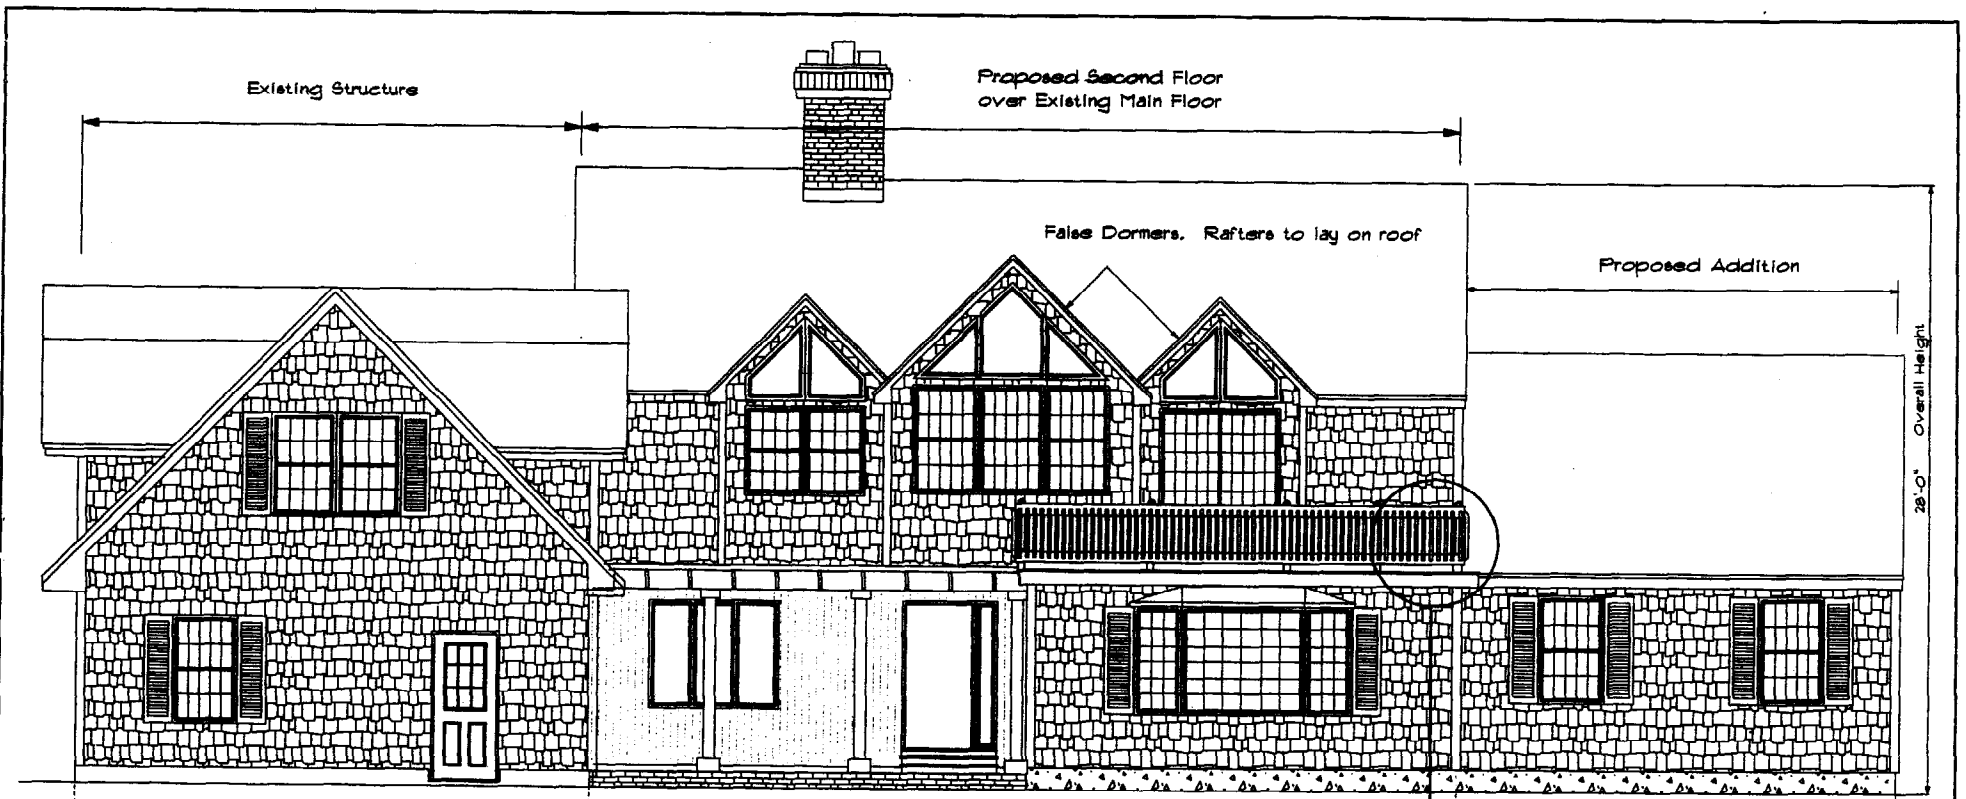 Existing Structure
Proposed Second Floor
over Existing Main Floor
False Dormers. Rafters to lay on roof
Proposed Addition
28'-0" Overall Height